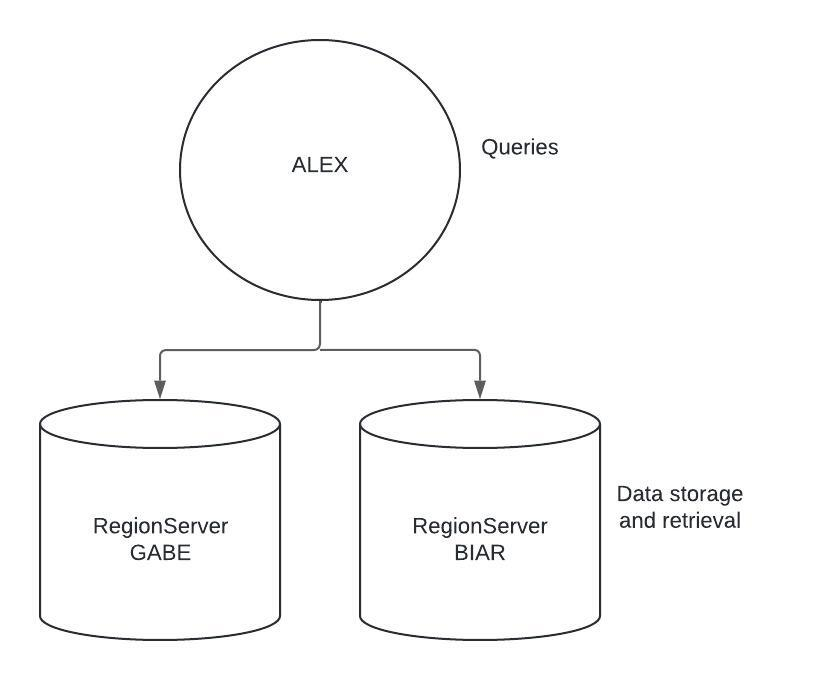 ALEX
Queries
RegionServer
GABE
RegionServer
BIAR
Data storage
and retrieval